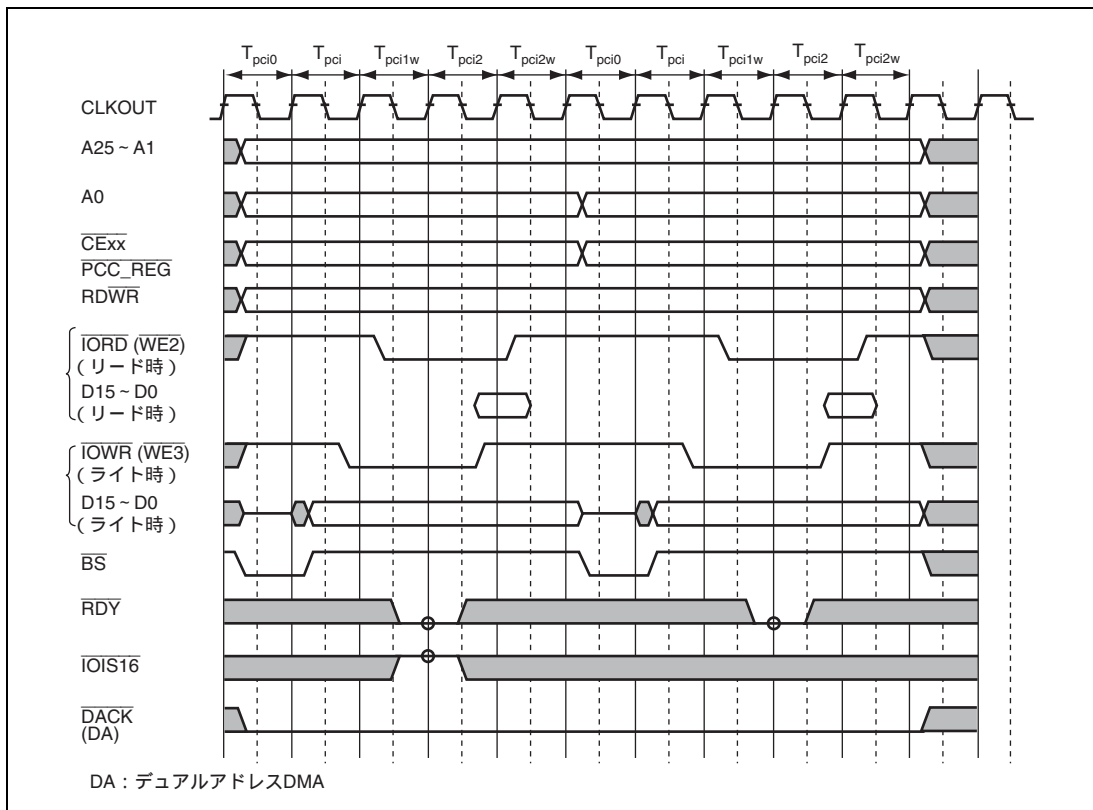 Tpci0 Tpci Tpci1w Tpci2 Tpci2w Tpci0 Tpci Tpci1w Tpci2 Tpci2w
CLKOUT
A25 ~ A1
A0
CExx
PCC_REG
RDWR
IORD (WE2)
(リード時)
D15 ~ D0
(リード時)
IOWR (WE3)
(ライト時)
D15 ~ D0
(ライト時)
BS
RDY
IOIS16
DACK
(DA)
DA:デュアルアドレスDMA